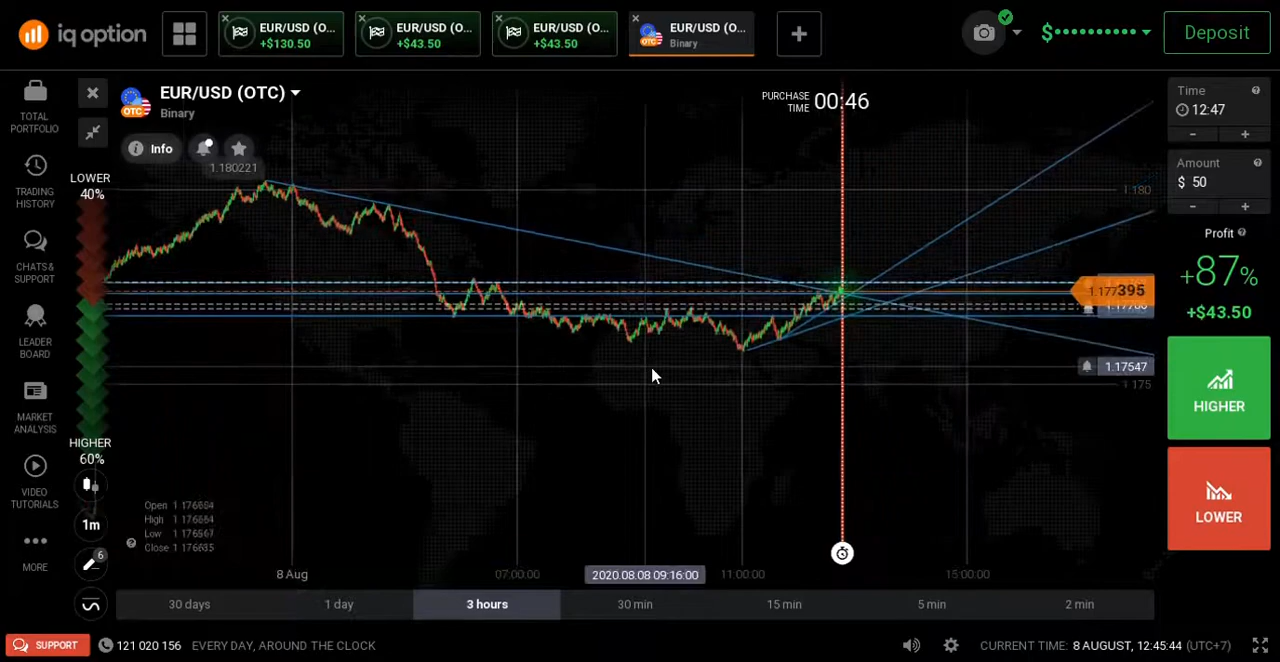 iq option
EUR/USD (O...
+$130.50
EUR/USD (O...
+$43.50
EUR/USD (O...
+$43.50
EUR/USD (O...
Binary
OTC
+
$••••••••••
Deposit
TOTAL
PORTFOLIO
TRADING
HISTORY
CHATS &
SUPPORT
LEADER
BOARD
MARKET
ANALYSIS
VIDEO
TUTORIALS
MORE
LOWER
40%
HIGHER
60%
1m
6
OTC
EUR/USD (OTC)
Binary
Info
1.180221
PURCHASE
TIME
00:46
1.180
1.177395
1.17547
1.175
Open 1.176684
High 1.176684
Low 1.176567
Close 1.176635
8 Aug
07:00:00
2020.08.08 09:16:00
11:00:00
15:00:00
30 days
1 day
3 hours
30 min
15 min
5 min
2 min
Time
12:47
- +
Amount
$ 50
- +
Profit
+87%
+$43.50
HIGHER
LOWER
SUPPORT
121 020 156
EVERY DAY, AROUND THE CLOCK
CURRENT TIME: 8 AUGUST, 12:45:44 (UTC+7)